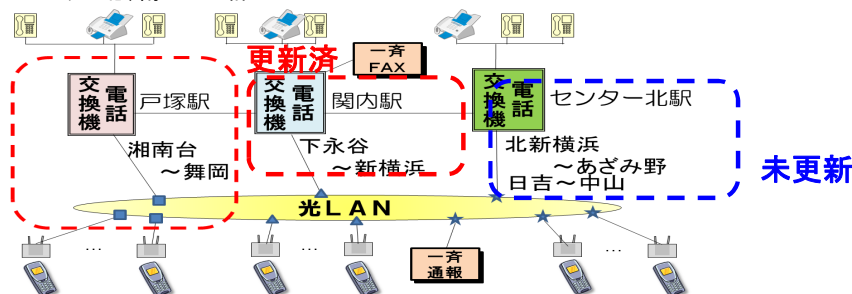 更新済
一斉
FAX
交換機
電話
戸塚駅
交換機
電話
関内駅
交換機
電話
センター北駅
湘南台
～舞岡
下永谷
～新横浜
北新横浜
～あざみ野
日吉～中山
未更新
光LAN
…
…
…
一斉
通報